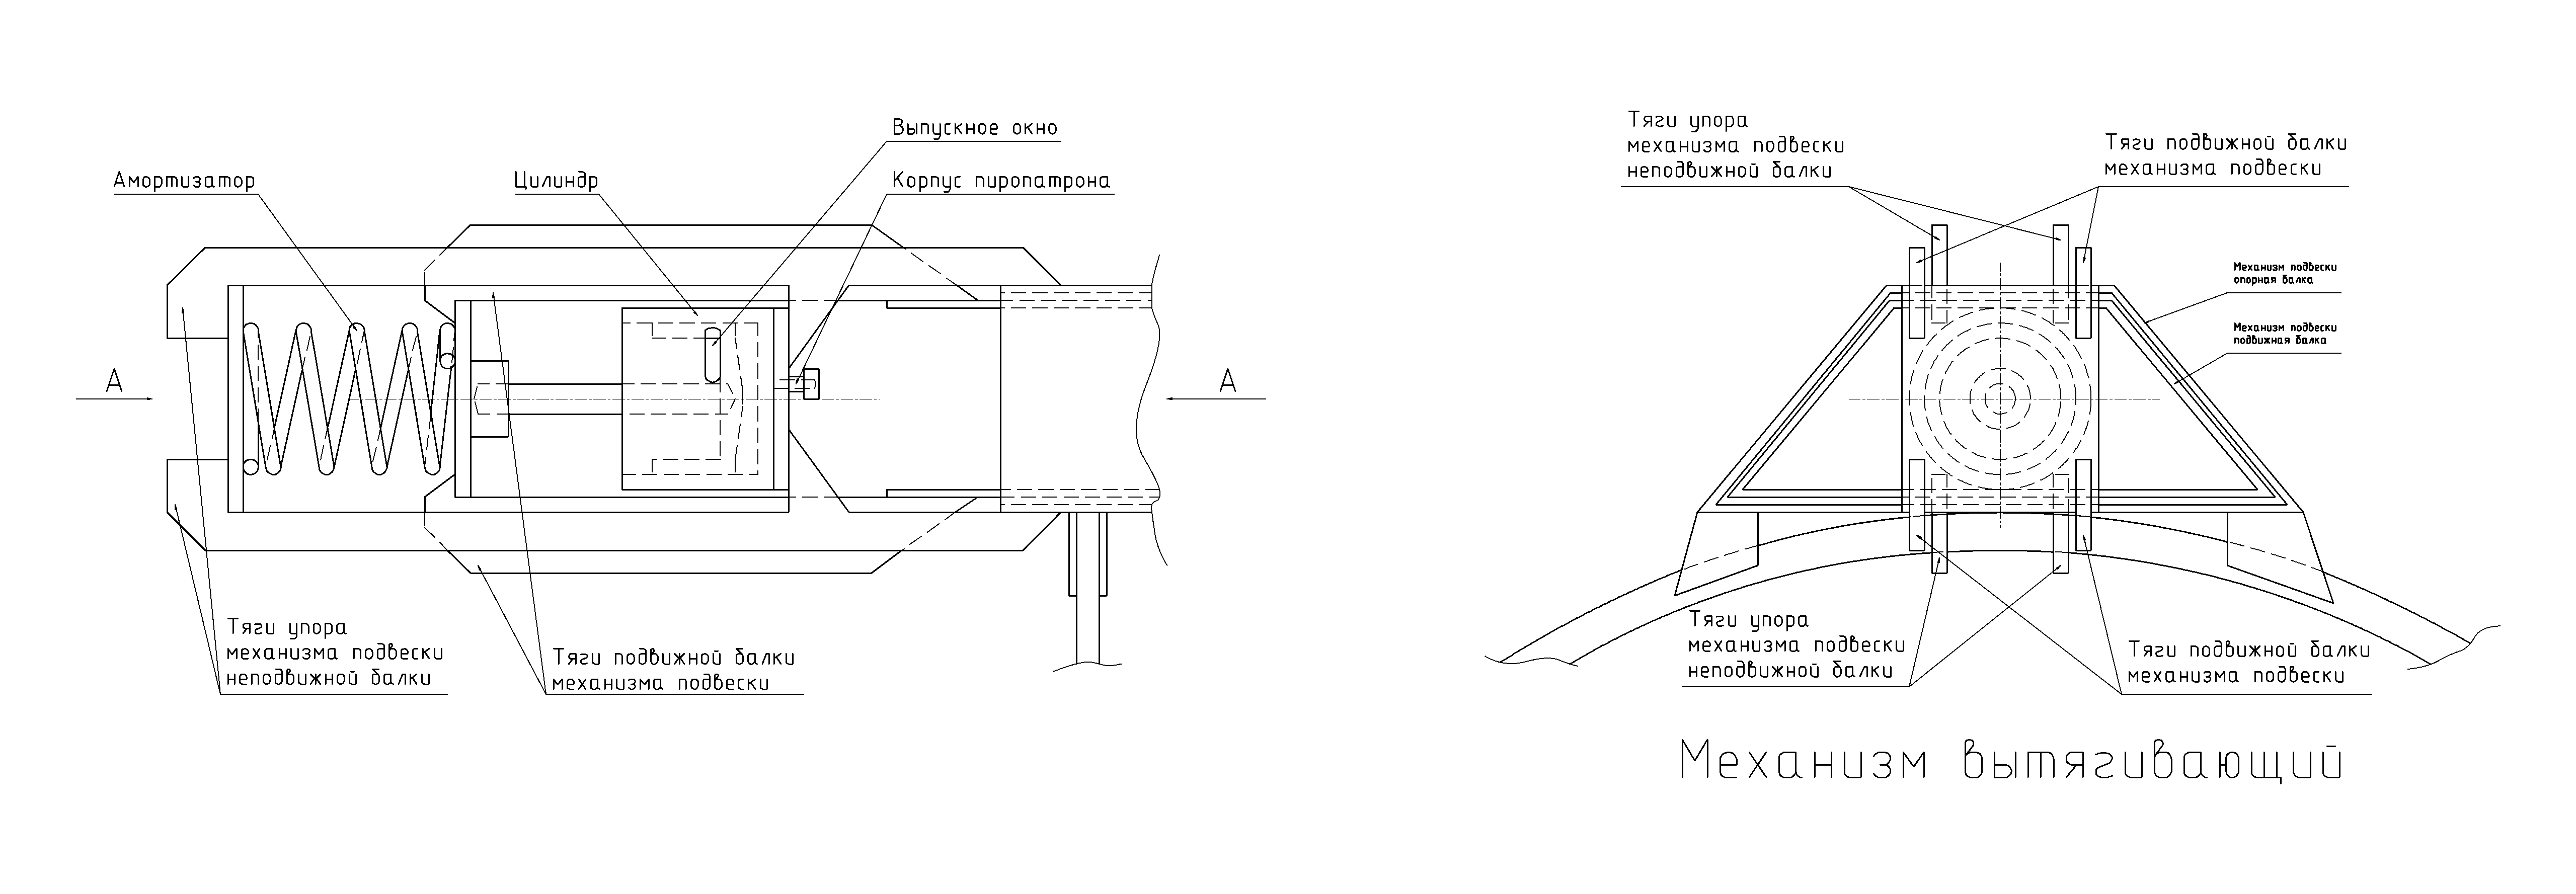 Выпускное окно
Амортизатор
Цилиндр
Корпус пиропатрона
А
А
Тяги упора
механизма подвески
неподвижной балки
Тяги подвижной балки
механизма подвески
Тяги упора
механизма подвески
неподвижной балки
Тяги подвижной балки
механизма подвески
Механизм подвески
опорная балка
Механизм подвески
подвижная балка
Тяги упора
механизма подвески
неподвижной балки
Тяги подвижной балки
механизма подвески
Механизм вытягивающий